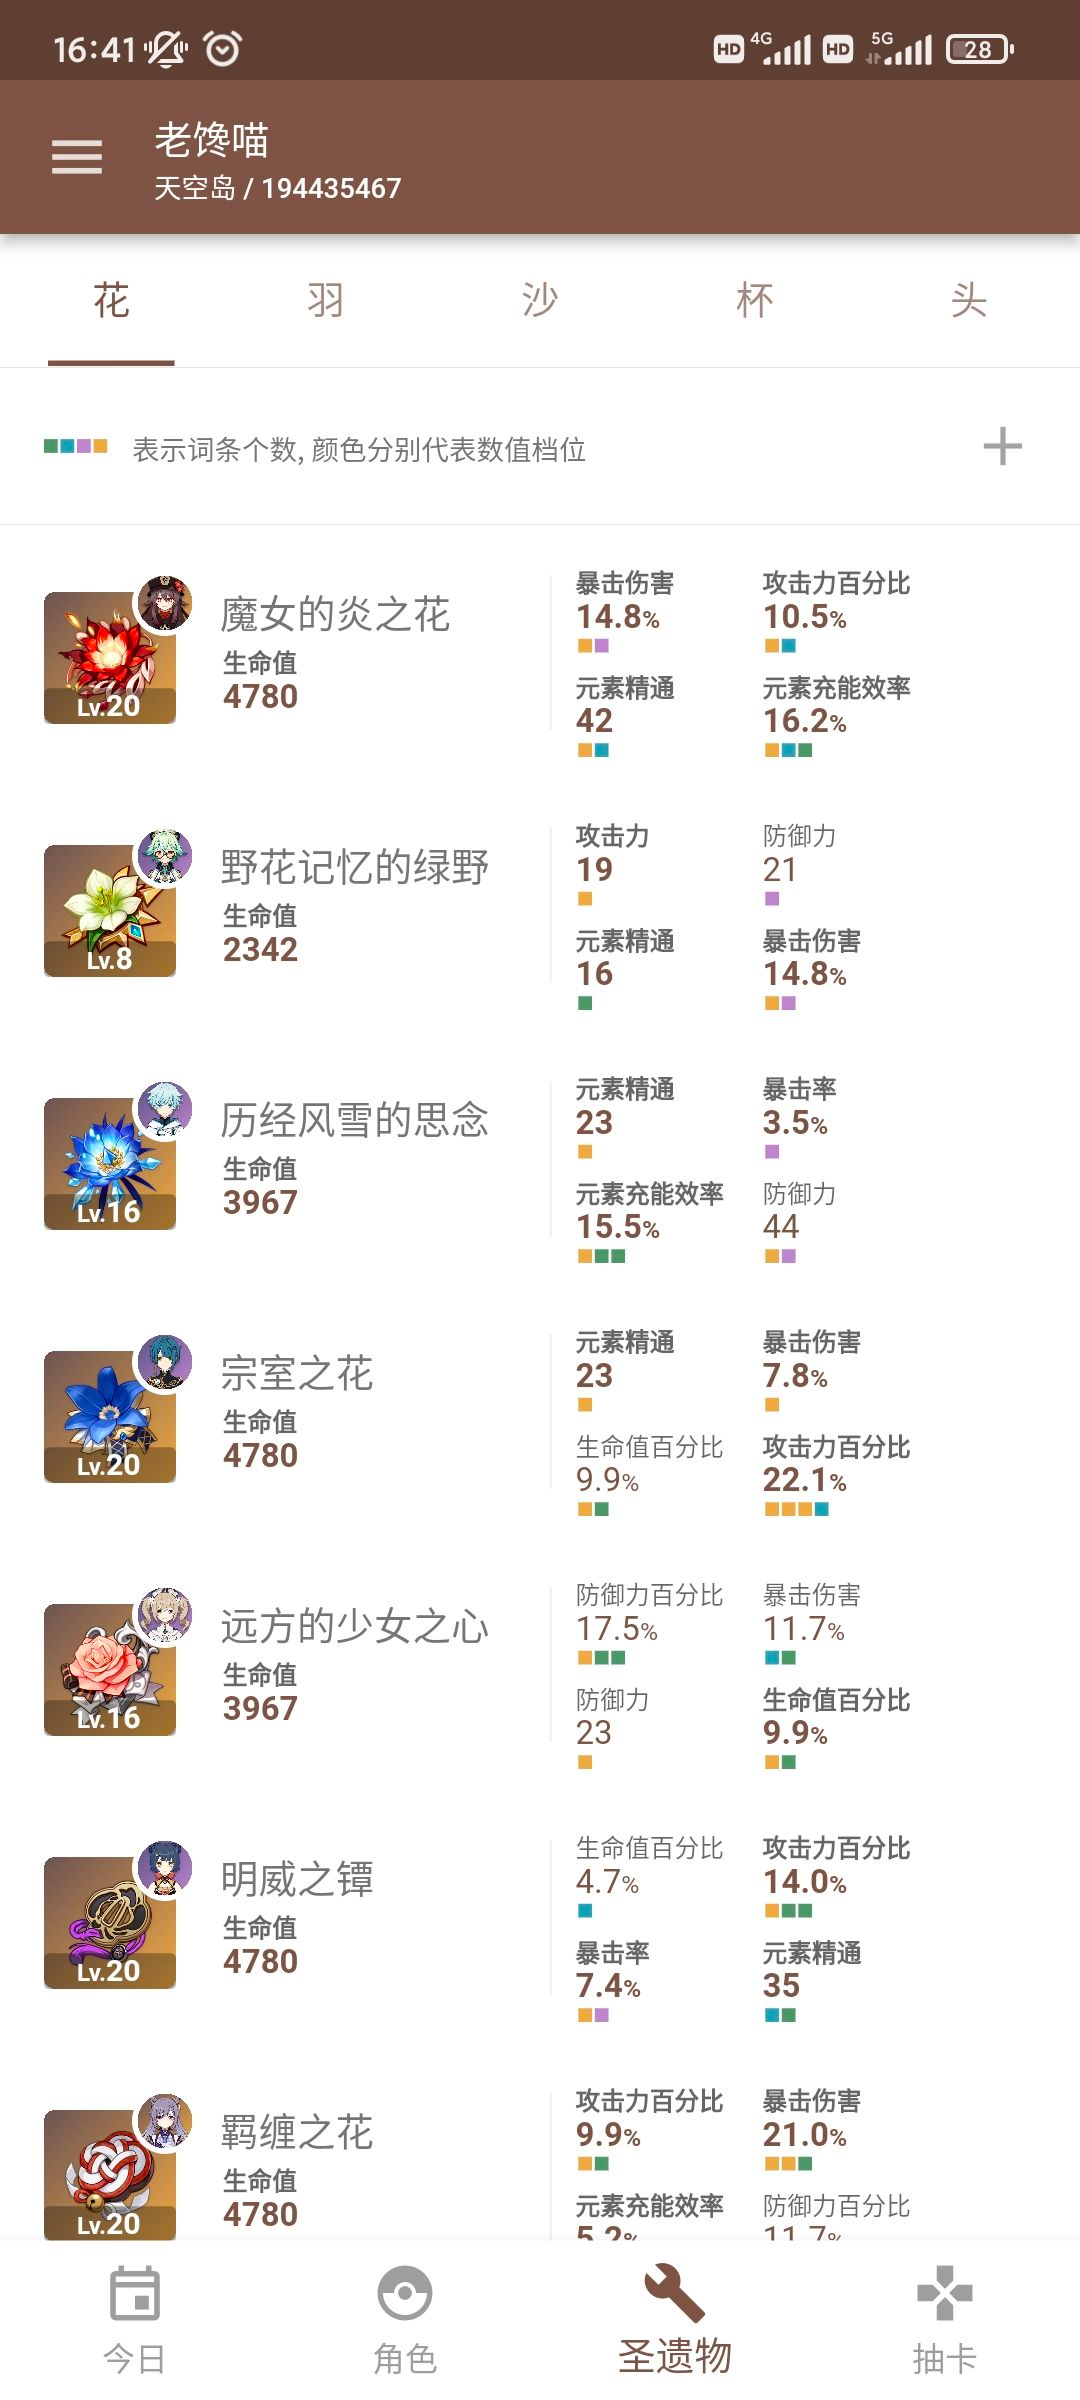 16:41 HD 4G HD 5G 28
老馋喵
天空岛 / 194435467
花 羽 沙 杯 头
表示词条个数, 颜色分别代表数值档位
魔女的炎之花
生命值
4780
Lv.20
暴击伤害 攻击力百分比
14.8% 10.5%
元素精通 元素充能效率
42 16.2%
野花记忆的绿野
生命值
2342
Lv.8
攻击力 防御力
19 21
元素精通 暴击伤害
16 14.8%
历经风雪的思念
生命值
3967
Lv.16
元素精通 暴击率
23 3.5%
元素充能效率 防御力
15.5% 44
宗室之花
生命值
4780
Lv.20
元素精通 暴击伤害
23 7.8%
生命值百分比 攻击力百分比
9.9% 22.1%
远方的少女之心
生命值
3967
Lv.16
防御力百分比 暴击伤害
17.5% 11.7%
防御力 生命值百分比
23 9.9%
明威之镡
生命值
4780
Lv.20
生命值百分比 攻击力百分比
4.7% 14.0%
暴击率 元素精通
7.4% 35
羁缠之花
生命值
4780
Lv.20
攻击力百分比 暴击伤害
9.9% 21.0%
元素充能效率 防御力百分比
5.2% 11.7%
今日 角色 圣遗物 抽卡